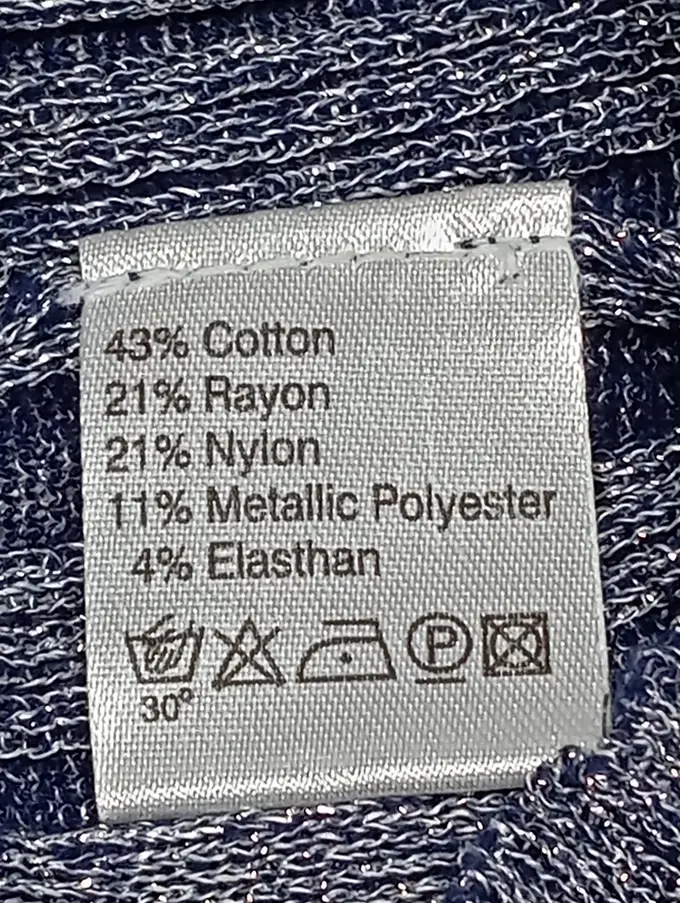 43% Cotton
21% Rayon
21% Nylon
11% Metallic Polyester
4% Elasthan
P
30°